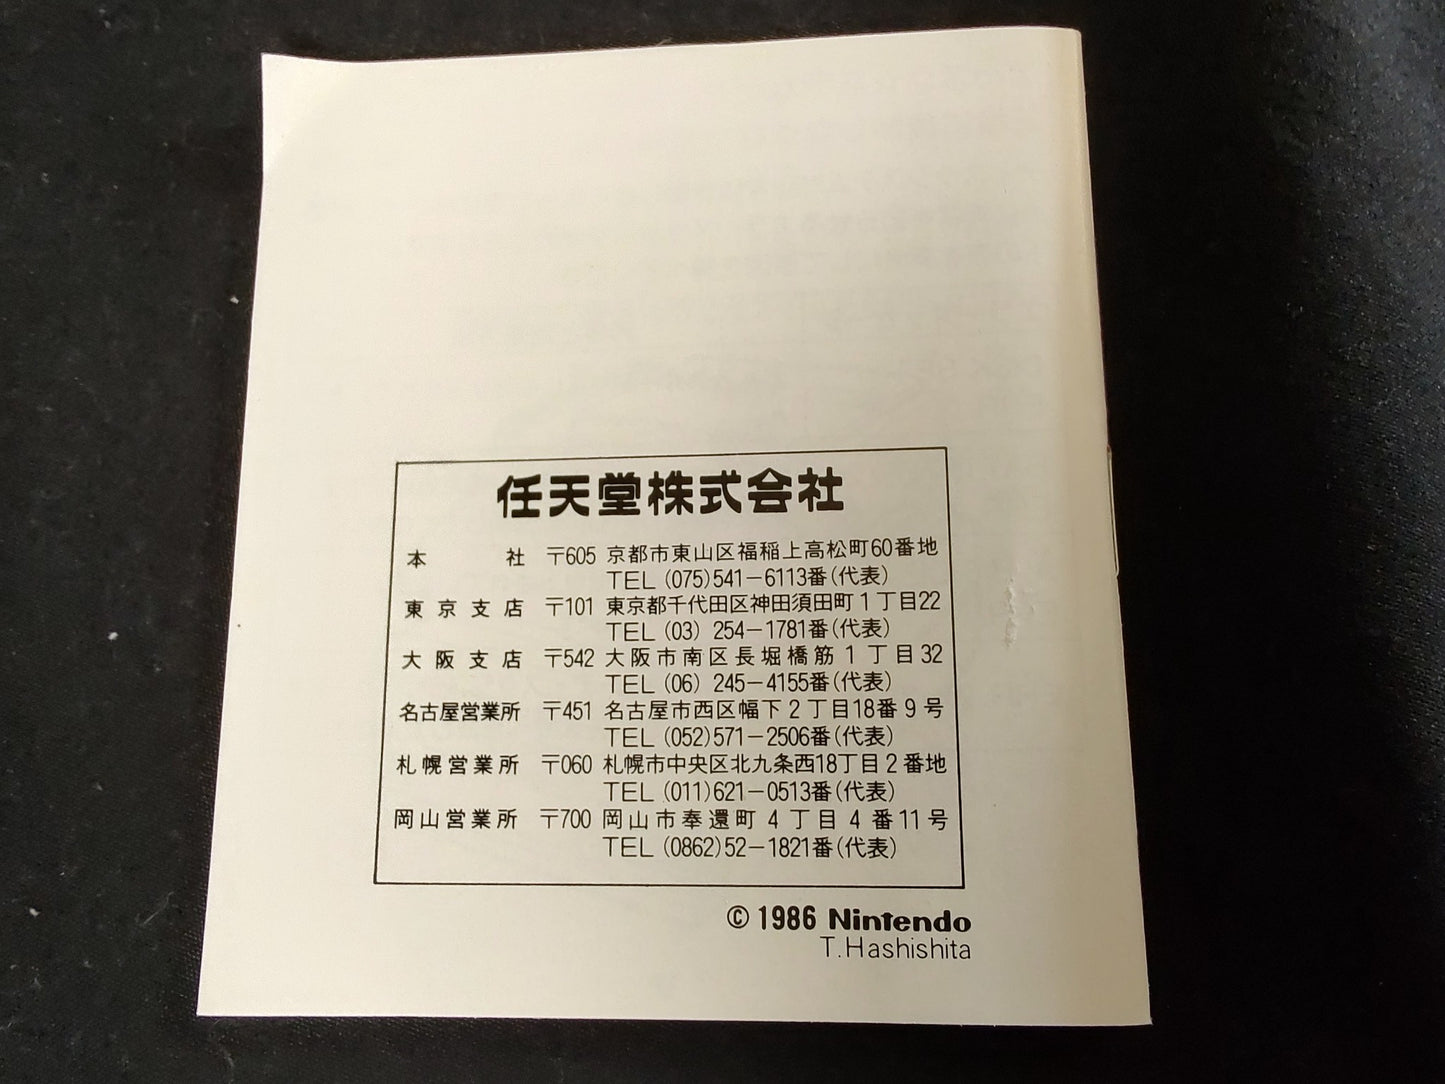 任天堂株式会社
本社 〒605 京都市東山区福稲上高松町60番地
TEL (075)541-6113番(代表)
東京支店 〒101 東京都千代田区神田須田町1丁目22
TEL (03) 254-1781番(代表)
大阪支店 〒542 大阪市南区長堀橋筋1丁目32
TEL (06) 245-4155番(代表)
名古屋営業所 〒451 名古屋市西区幅下2丁目18番9号
TEL (052)571-2506番(代表)
札幌営業所 〒060 札幌市中央区北九条西18丁目2番地
TEL (011)621-0513番(代表)
岡山営業所 〒700 岡山市奉還町4丁目4番11号
TEL (0862)52-1821番(代表)
© 1986 Nintendo
T.Hashishita